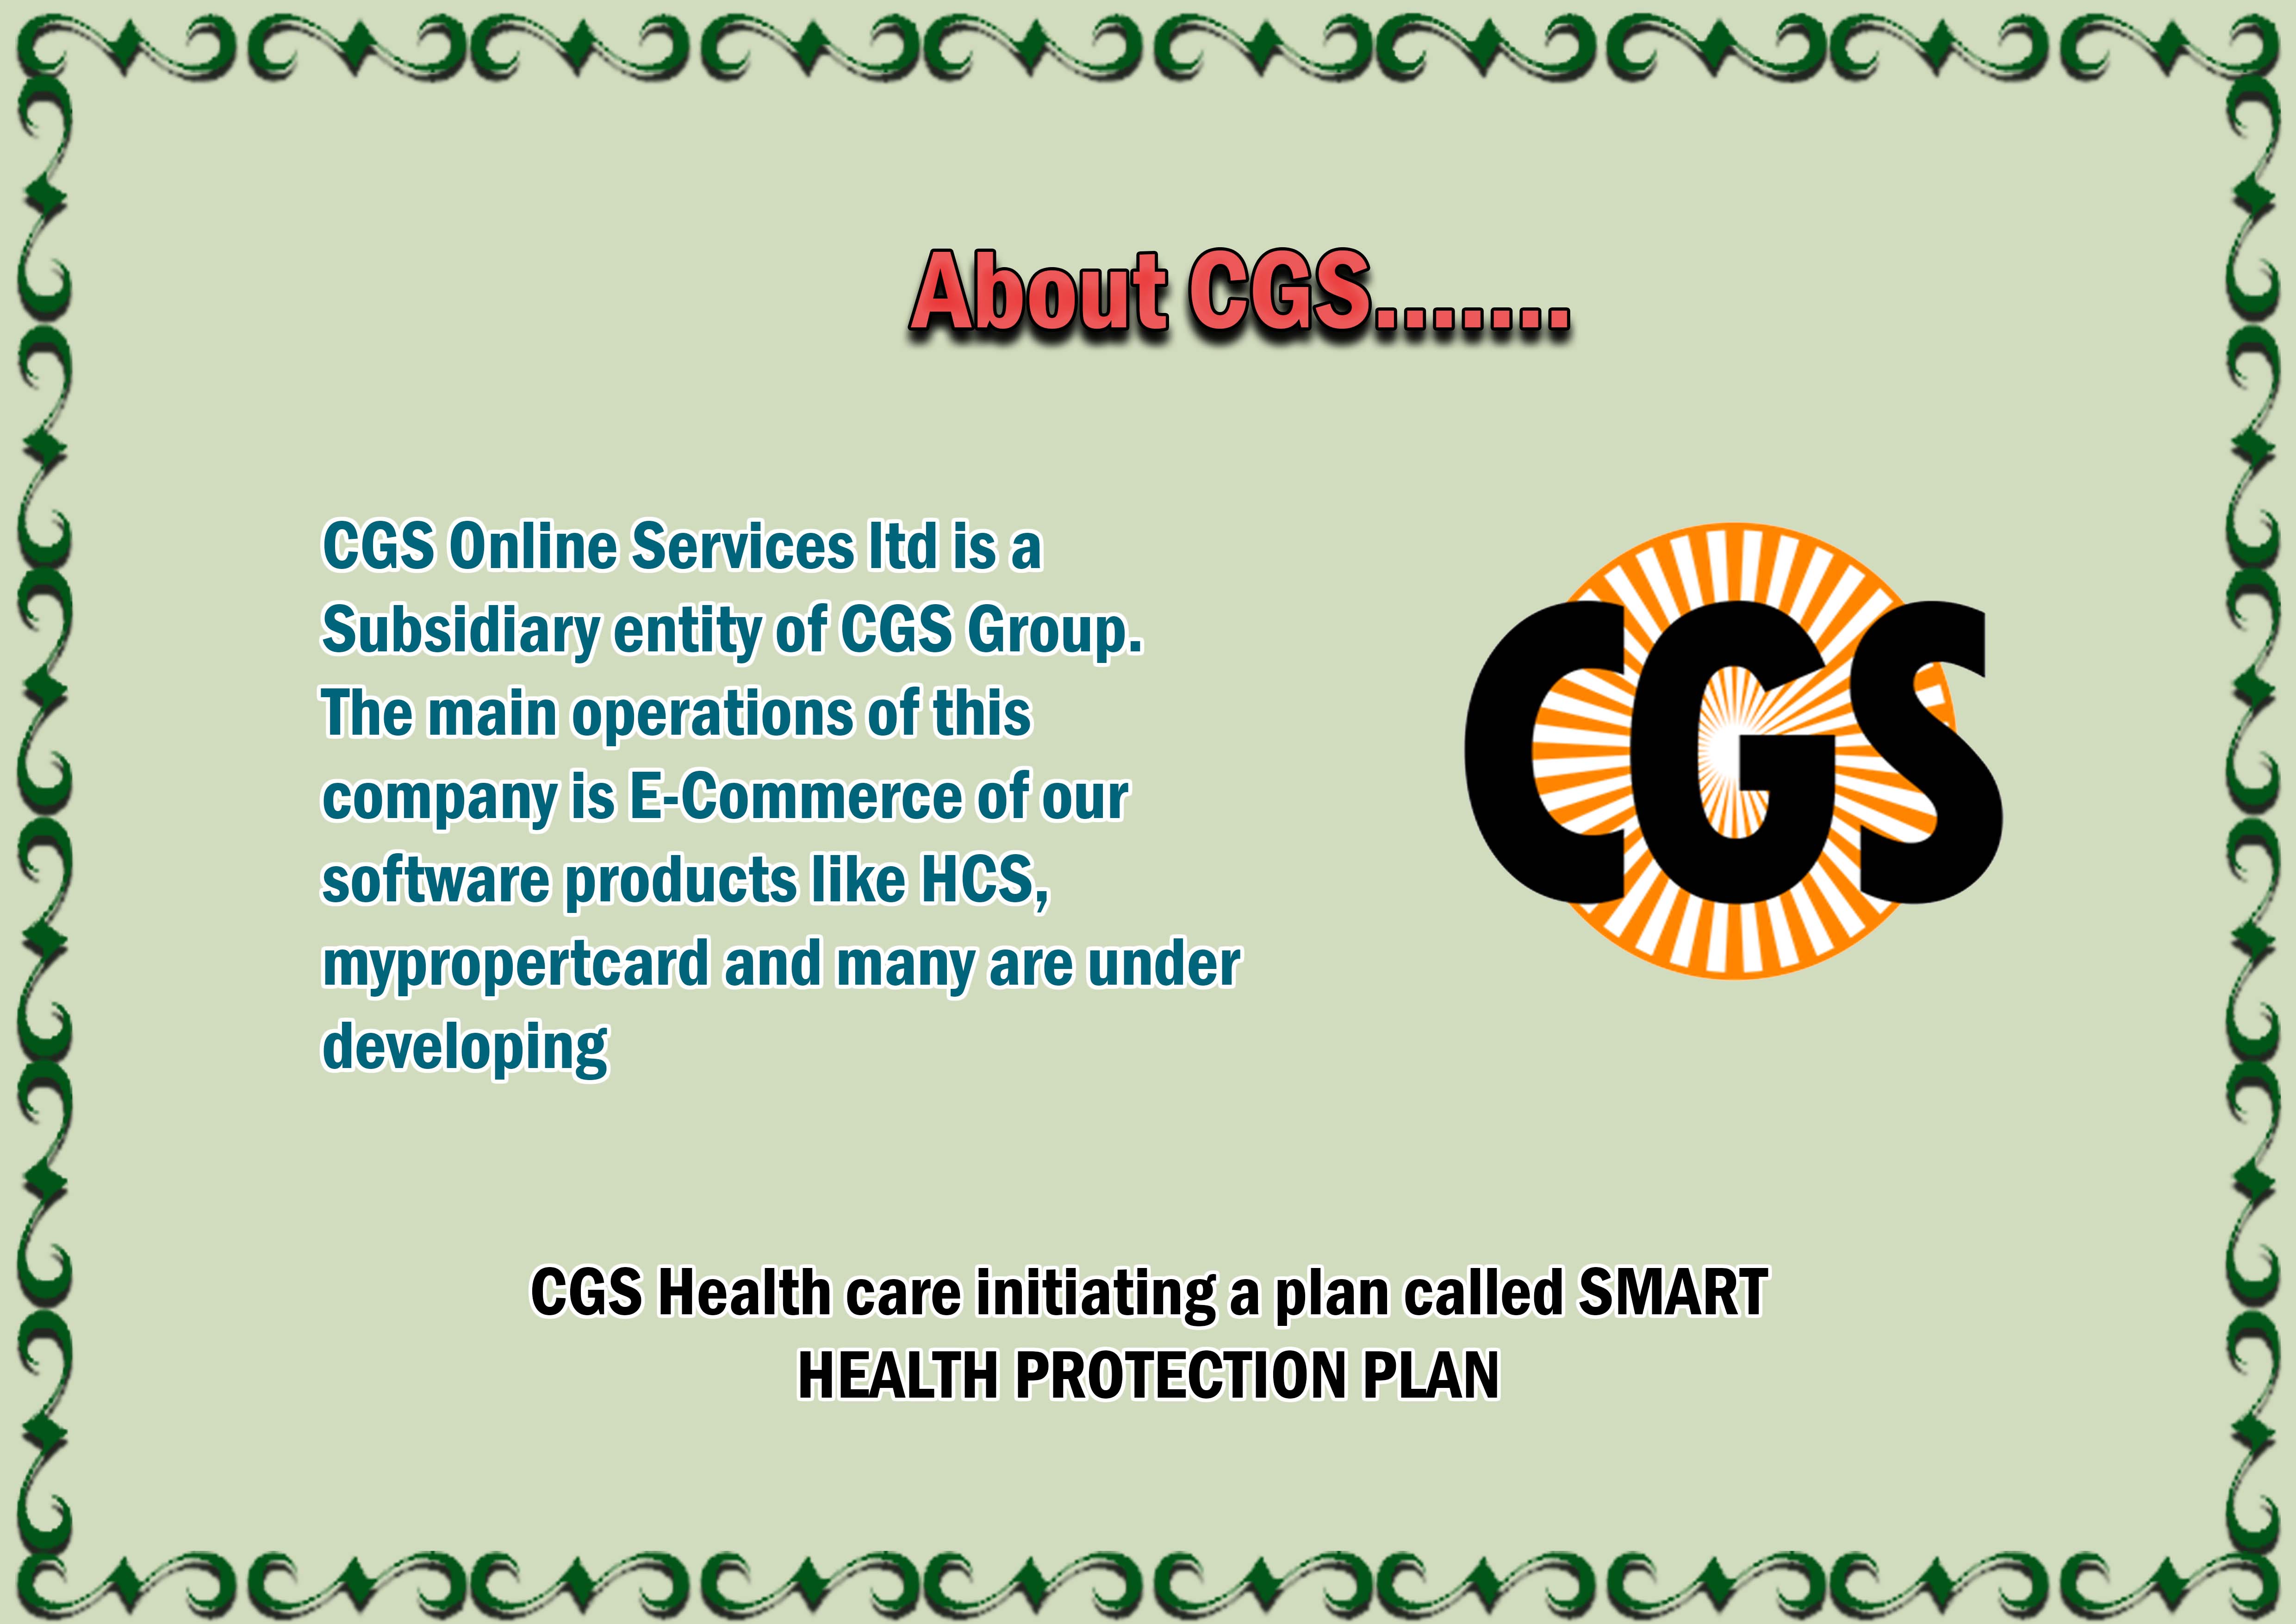 About CGS.......
CGS Online Services ltd is a
Subsidiary entity of CGS Group.
The main operations of this
company is E-Commerce of our
software products like HCS,
mypropertcard and many are under
developing
CGS
CGS Health care initiating a plan called SMART
HEALTH PROTECTION PLAN